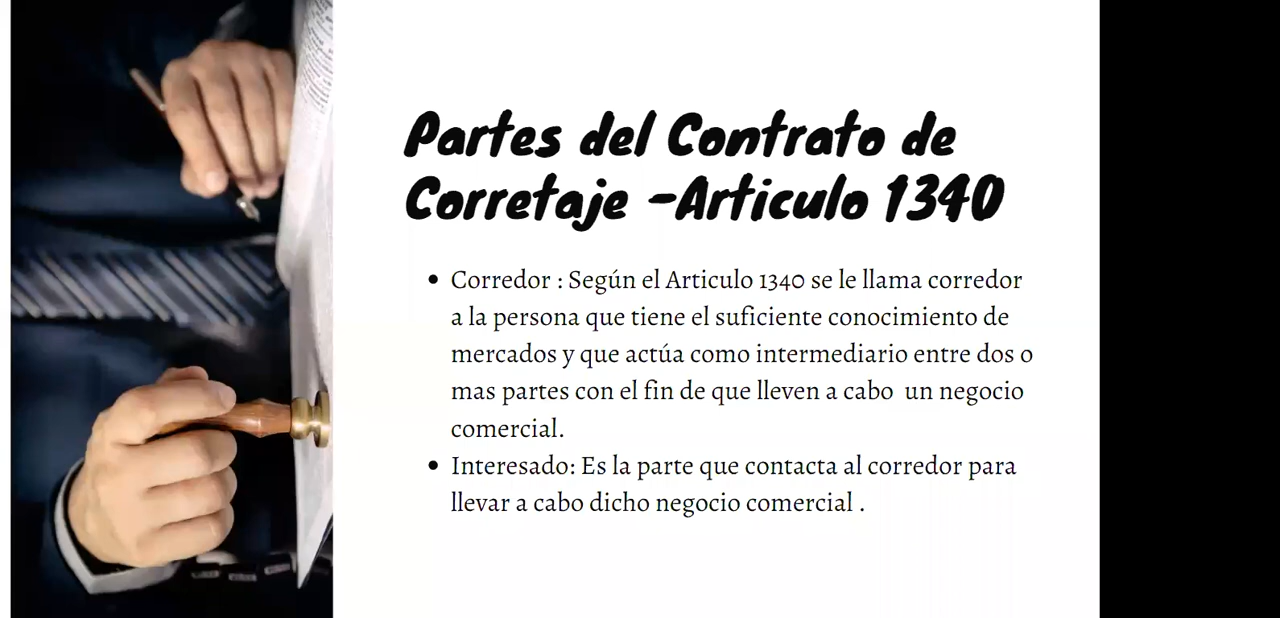 Partes del Contrato de
Corretaje -Articulo 1340
• Corredor : Según el Articulo 1340 se le llama corredor
a la persona que tiene el suficiente conocimiento de
mercados y que actúa como intermediario entre dos o
mas partes con el fin de que lleven a cabo un negocio
comercial.
• Interesado: Es la parte que contacta al corredor para
llevar a cabo dicho negocio comercial .